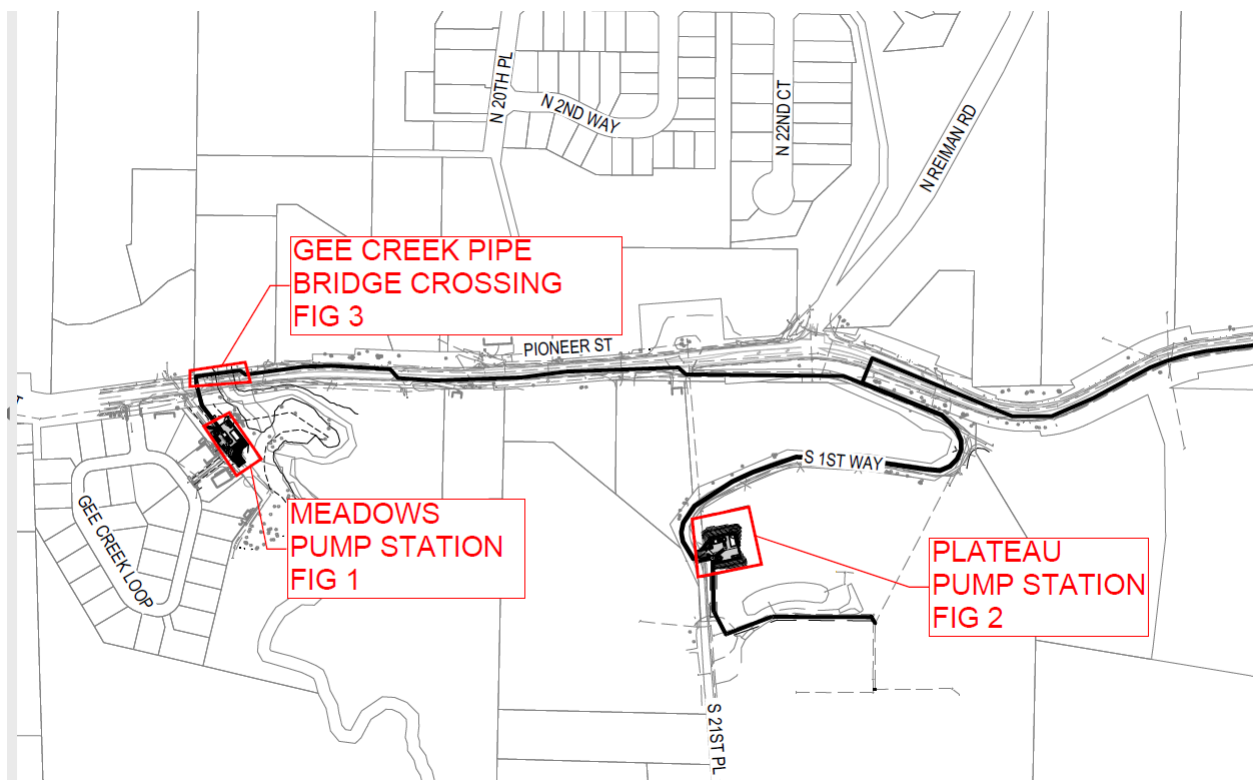 N 20TH PL
N 2ND WAY
N 22ND CT
N REIMAN RD
GEE CREEK PIPE
BRIDGE CROSSING
FIG 3
PIONEER ST
S 1ST WAY
MEADOWS
PUMP STATION
FIG 1
GEE CREEK LOOP
PLATEAU
PUMP STATION
FIG 2
S 21ST PL